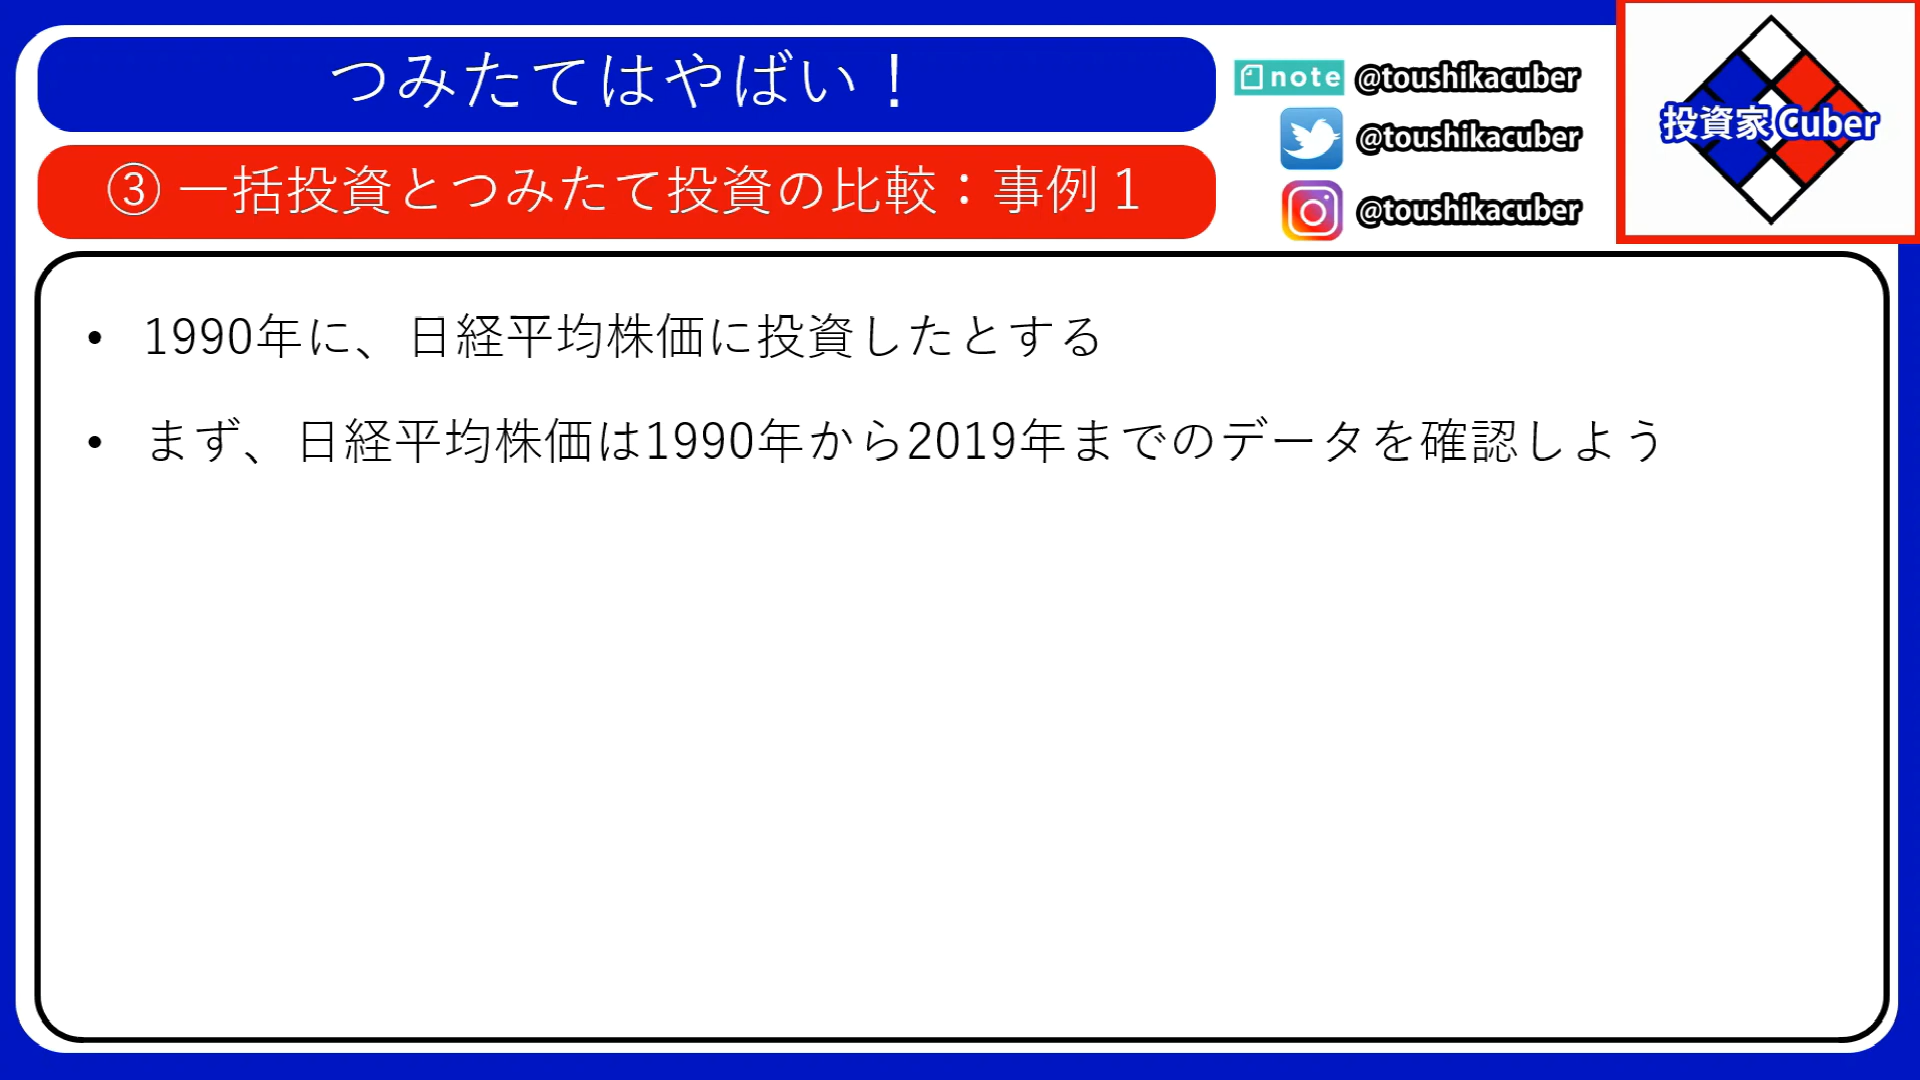 つみたてはやばい！
③ 一括投資とつみたて投資の比較：事例１
note @toushikacuber
@toushikacuber
@toushikacuber
投資家Cuber
• 1990年に、日経平均株価に投資したとする
• まず、日経平均株価は1990年から2019年までのデータを確認しよう